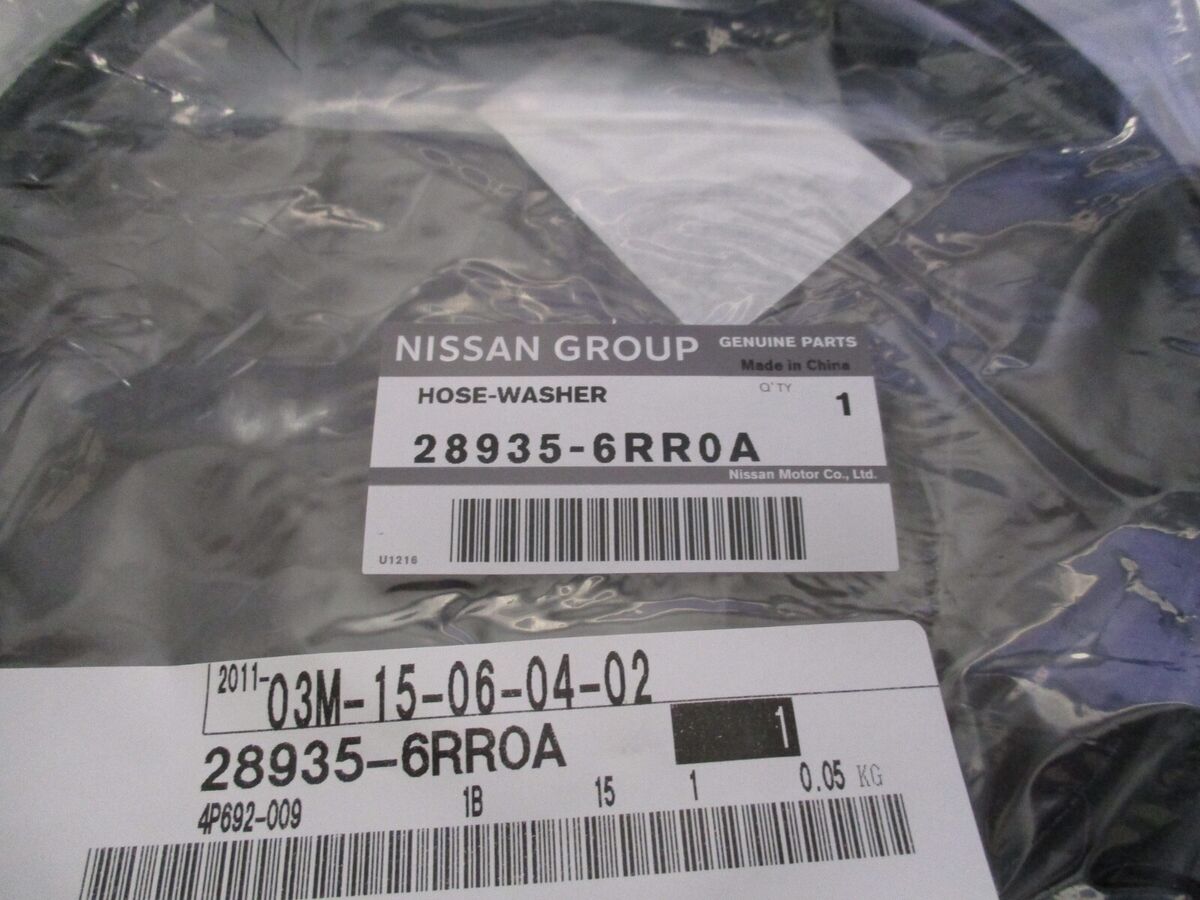 NISSAN GROUP GENUINE PARTS
Made in China
HOSE-WASHER Q'TY 1
28935-6RR0A
Nissan Motor Co., Ltd.
U1216
2011-03M-15-06-04-02
28935-6RR0A 1
4P692-009 1B 15 1 0.05 KG